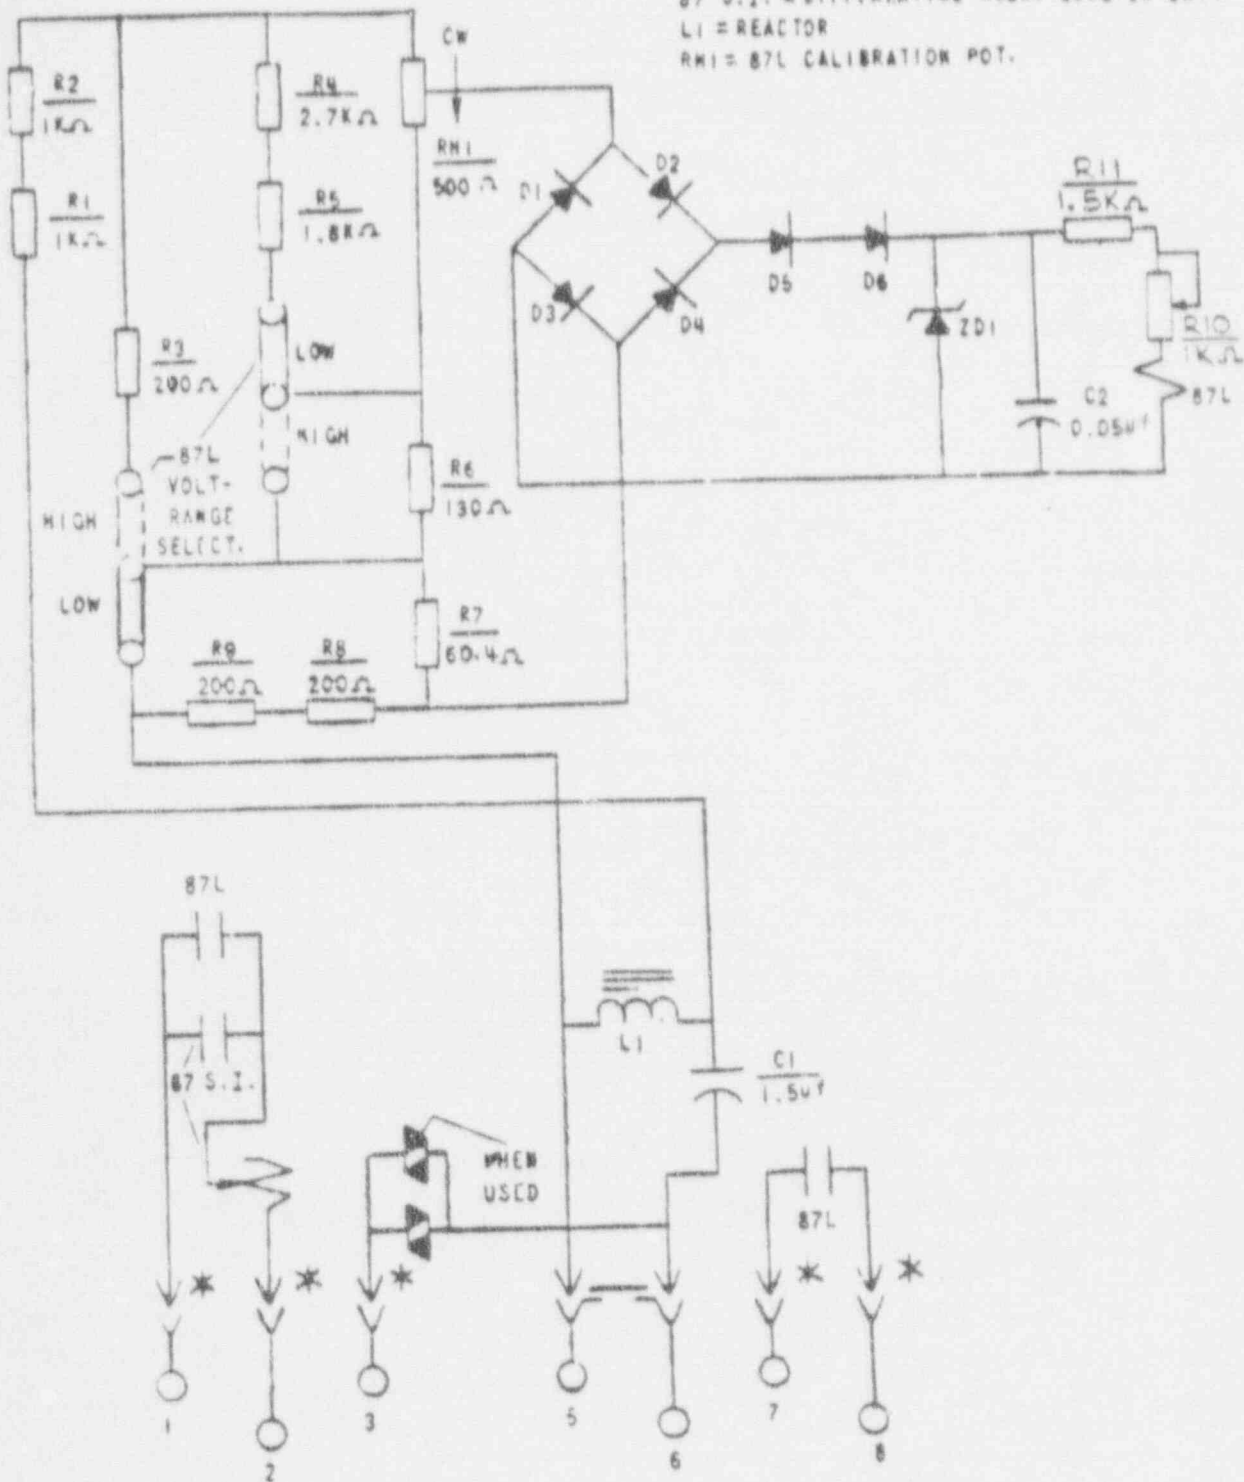 L1 = REACTOR
RH1 = 87L CALIBRATION POT.
CW
R2
1KΩ
R4
2.7KΩ
RH1
500Ω
D1
D2
D3
D4
R1
1KΩ
R5
1.8KΩ
D5
D6
R11
1.5KΩ
ZD1
R10
1KΩ
87L
C2
0.05uf
R3
200Ω
LOW
HIGH
87L
VOLT-
RANGE
SELECT.
HIGH
LOW
R6
130Ω
R7
60.4Ω
R9
200Ω
R8
200Ω
87L
87 S.I.
L1
C1
1.5uf
WHEN
USED
87L
1
2
3
5
6
7
8